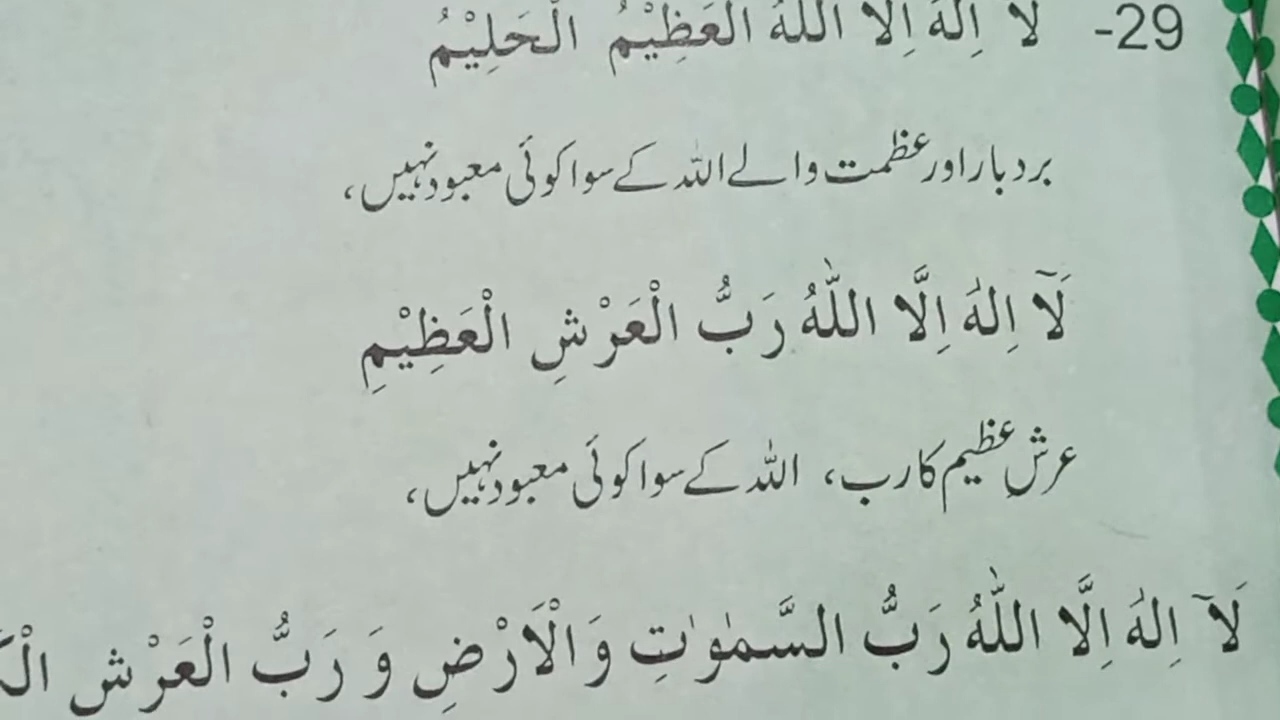 29- لَا اِلٰهَ اِلَّا اللّٰهُ الْعَظِيْمُ الْحَلِيْمُ
بردبار اور عظمت والے اللہ کے سوا کوئی معبود نہیں،
لَآ اِلٰهَ اِلَّا اللّٰهُ رَبُّ الْعَرْشِ الْعَظِيْمِ
عرشِ عظیم کا رب، اللہ کے سوا کوئی معبود نہیں،
لَآ اِلٰهَ اِلَّا اللّٰهُ رَبُّ السَّمٰوٰتِ وَالْاَرْضِ وَ رَبُّ الْعَرْشِ